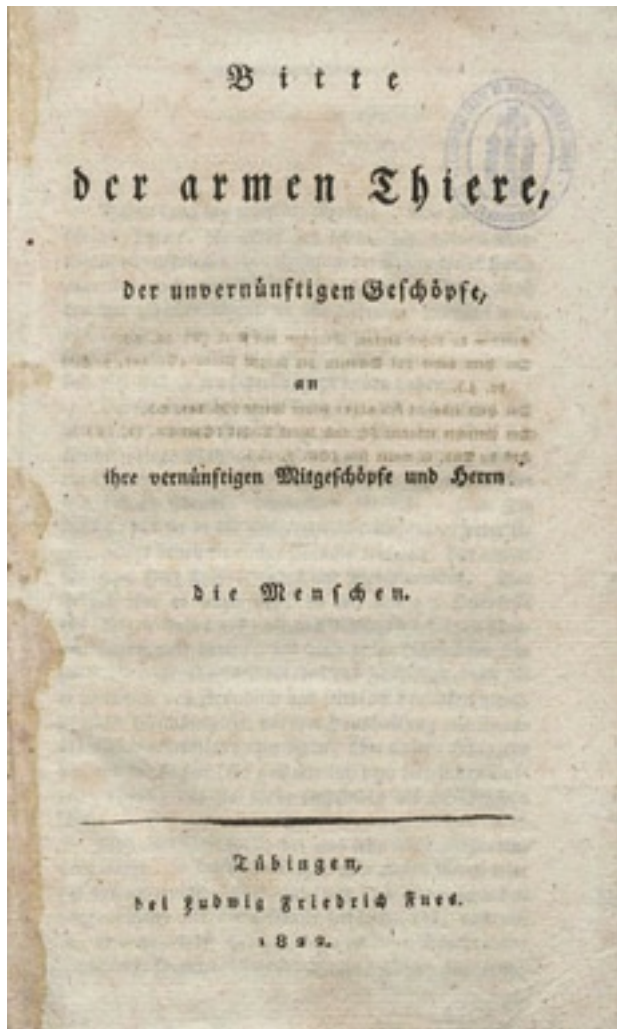 Bitte
der armen Thiere,
der unvernünftigen Geschöpfe,
an
ihre vernünftigen Mitgeschöpfe und Herrn
die Menschen.
Tübingen,
bei Ludwig Friedrich Fues.
1822.